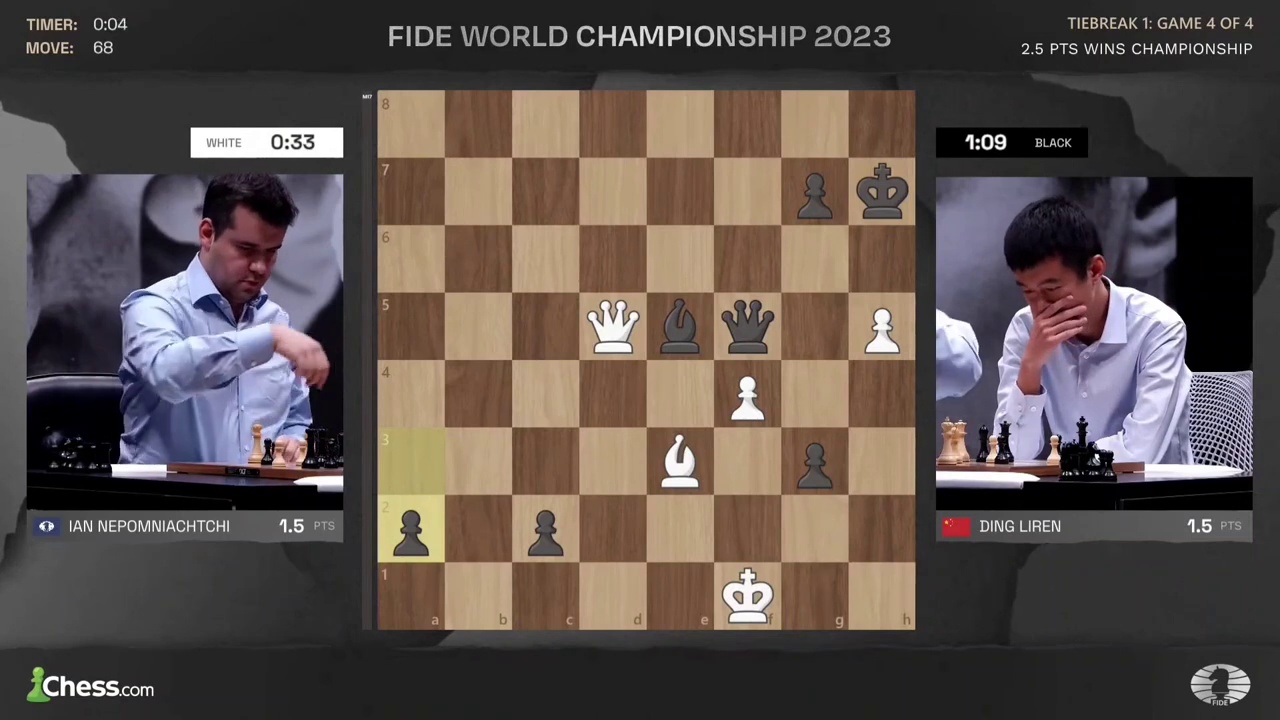 TIMER: 0:04
MOVE: 68
FIDE WORLD CHAMPIONSHIP 2023
TIEBREAK 1: GAME 4 OF 4
2.5 PTS WINS CHAMPIONSHIP
WHITE 0:33
1:09 BLACK
8
7
6
5
4
3
2
1
a b c d e f g h
IAN NEPOMNIACHTCHI 1.5 PTS
DING LIREN 1.5 PTS
Chess.com
FIDE